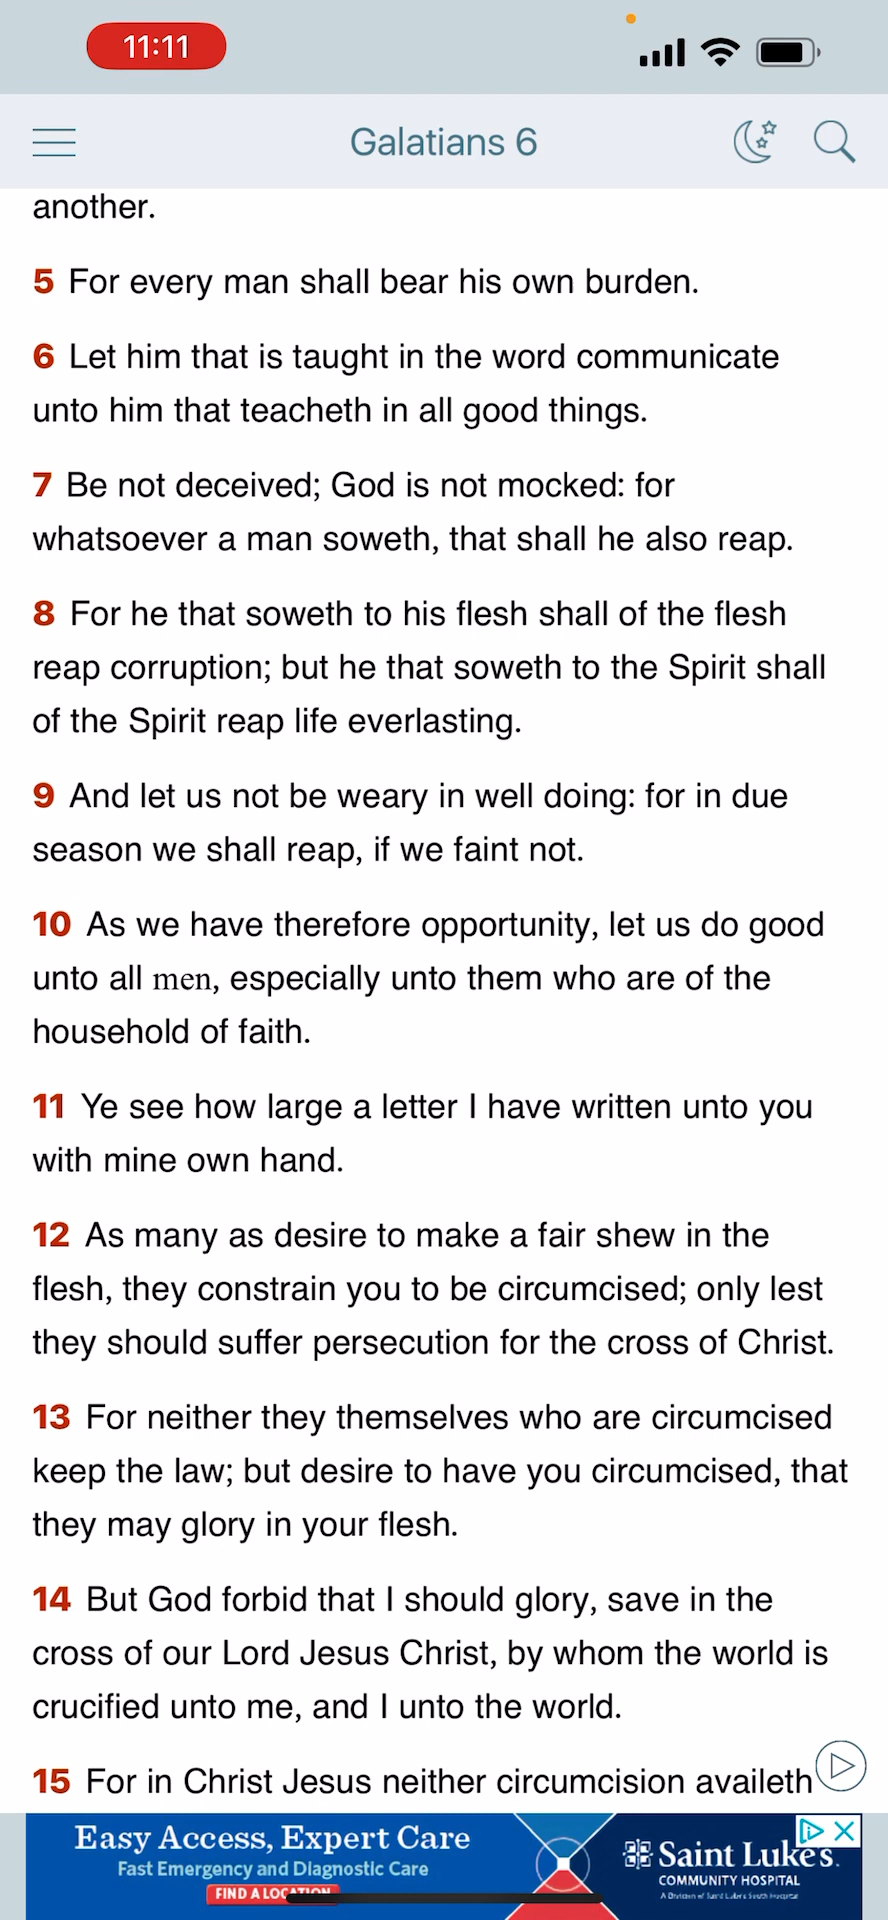 11:11
Galatians 6
another.
5 For every man shall bear his own burden.
6 Let him that is taught in the word communicate
unto him that teacheth in all good things.
7 Be not deceived; God is not mocked: for
whatsoever a man soweth, that shall he also reap.
8 For he that soweth to his flesh shall of the flesh
reap corruption; but he that soweth to the Spirit shall
of the Spirit reap life everlasting.
9 And let us not be weary in well doing: for in due
season we shall reap, if we faint not.
10 As we have therefore opportunity, let us do good
unto all men, especially unto them who are of the
household of faith.
11 Ye see how large a letter I have written unto you
with mine own hand.
12 As many as desire to make a fair shew in the
flesh, they constrain you to be circumcised; only lest
they should suffer persecution for the cross of Christ.
13 For neither they themselves who are circumcised
keep the law; but desire to have you circumcised, that
they may glory in your flesh.
14 But God forbid that I should glory, save in the
cross of our Lord Jesus Christ, by whom the world is
crucified unto me, and I unto the world.
15 For in Christ Jesus neither circumcision availeth
Easy Access, Expert Care
Fast Emergency and Diagnostic Care
FIND A LOCATION
Saint Luke's.
COMMUNITY HOSPITAL
A Division of Saint Luke's South Hospital